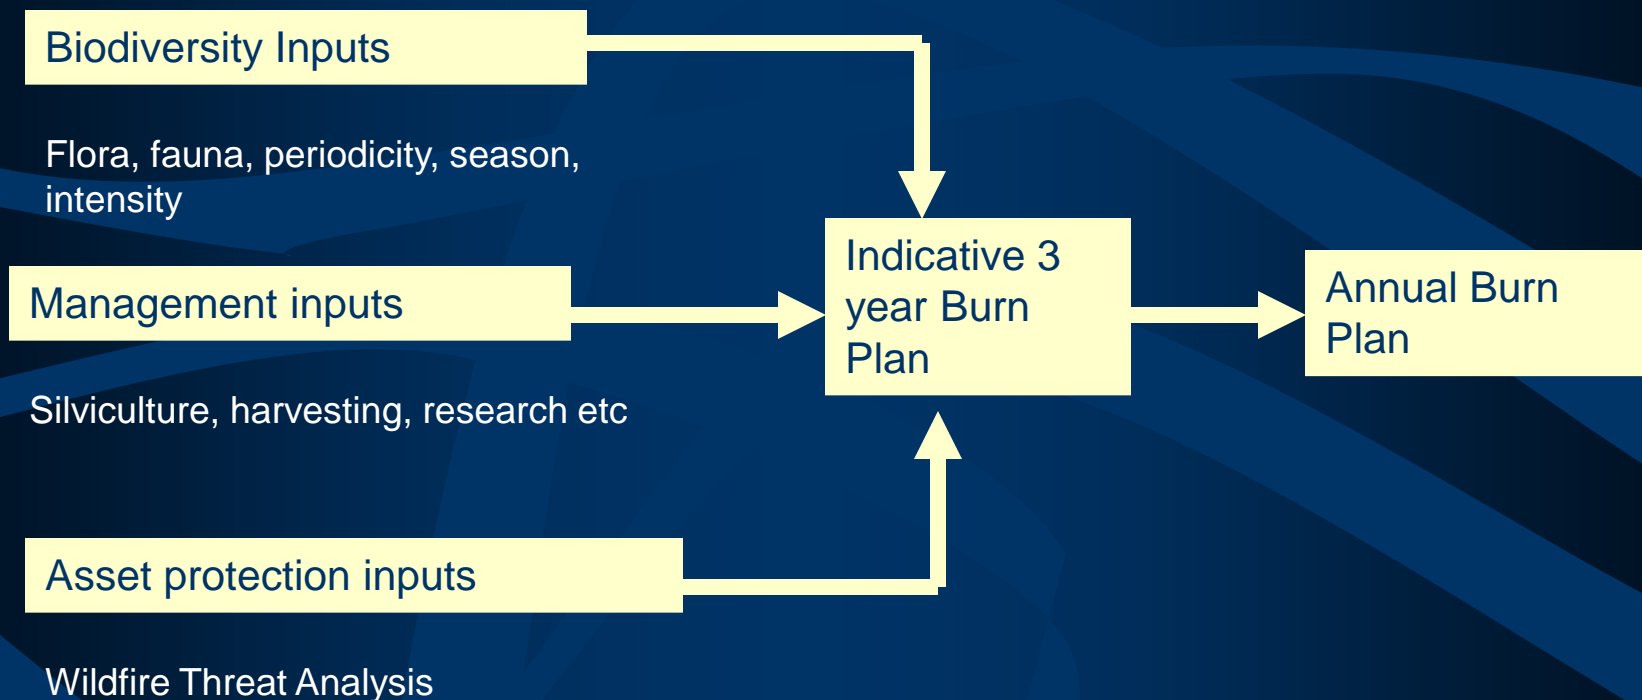 Biodiversity Inputs
Flora, fauna, periodicity, season,
intensity
Management inputs
Silviculture, harvesting, research etc
Asset protection inputs
Wildfire Threat Analysis
Indicative 3
year Burn
Plan
Annual Burn
Plan